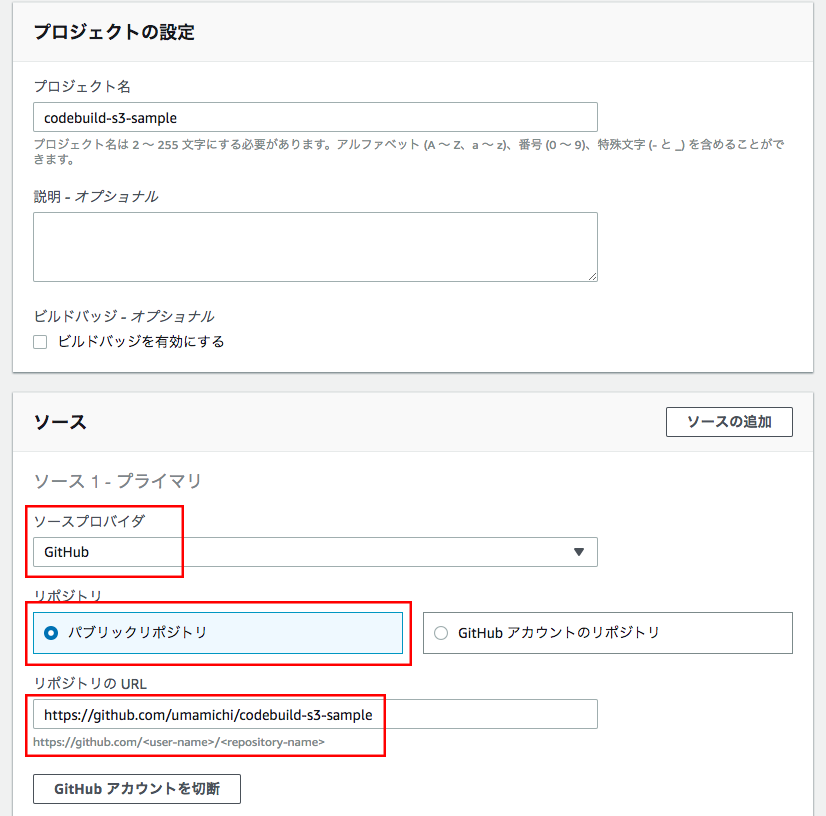 プロジェクトの設定
プロジェクト名
codebuild-s3-sample
プロジェクト名は 2 ～ 255 文字にする必要があります。アルファベット (A ～ Z、a ～ z)、番号 (0 ～ 9)、特殊文字 (- と _) を含めることがで
きます。
説明 - オプショナル
ビルドバッジ - オプショナル
ビルドバッジを有効にする
ソース
ソースの追加
ソース 1 - プライマリ
ソースプロバイダ
GitHub
リポジトリ
パブリックリポジトリ
GitHub アカウントのリポジトリ
リポジトリの URL
https://github.com/umamichi/codebuild-s3-sample
https://github.com/<user-name>/<repository-name>
GitHub アカウントを切断